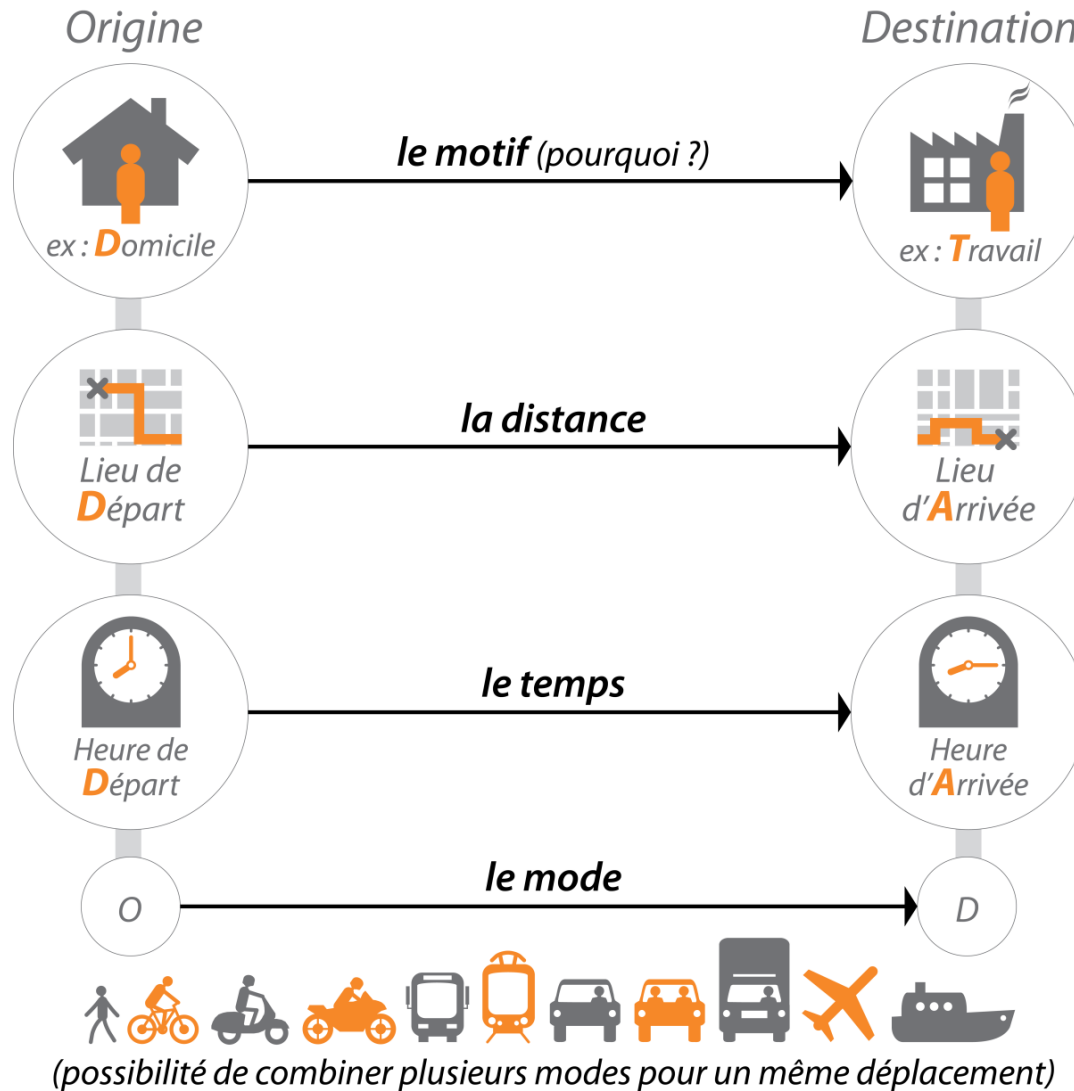 Origine
Destination
le motif (pourquoi ?)
ex : Domicile
ex : Travail
la distance
Lieu de
Départ
Lieu
d'Arrivée
le temps
Heure de
Départ
Heure
d'Arrivée
le mode
O
D
(possibilité de combiner plusieurs modes pour un même déplacement)